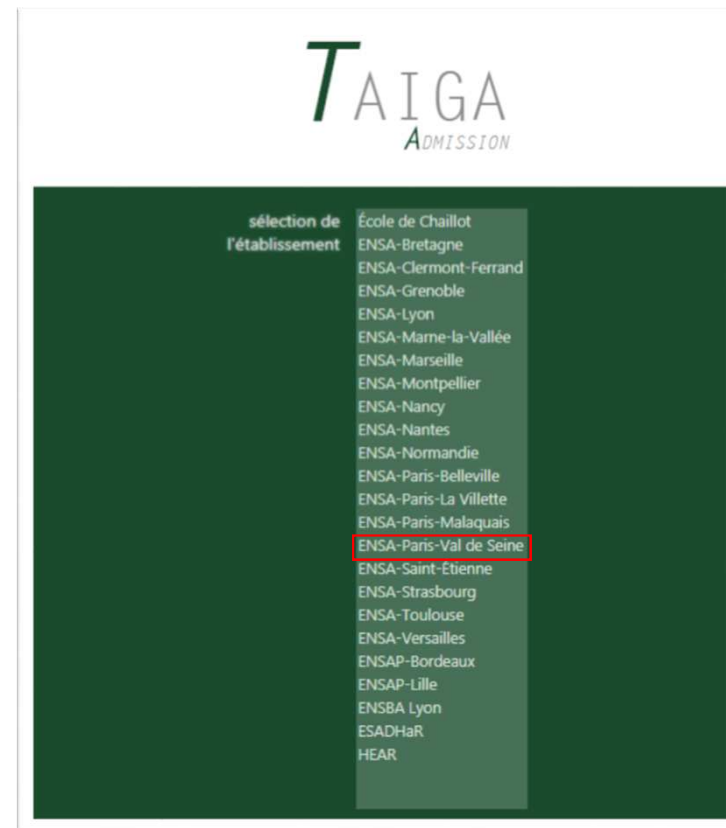 TAIGA
ADMISSION
sélection de
l'établissement
École de Chaillot
ENSA-Bretagne
ENSA-Clermont-Ferrand
ENSA-Grenoble
ENSA-Lyon
ENSA-Marne-la-Vallée
ENSA-Marseille
ENSA-Montpellier
ENSA-Nancy
ENSA-Nantes
ENSA-Normandie
ENSA-Paris-Belleville
ENSA-Paris-La Villette
ENSA-Paris-Malaquais
ENSA-Paris-Val de Seine
ENSA-Saint-Étienne
ENSA-Strasbourg
ENSA-Toulouse
ENSA-Versailles
ENSAP-Bordeaux
ENSAP-Lille
ENSBA Lyon
ESADHaR
HEAR